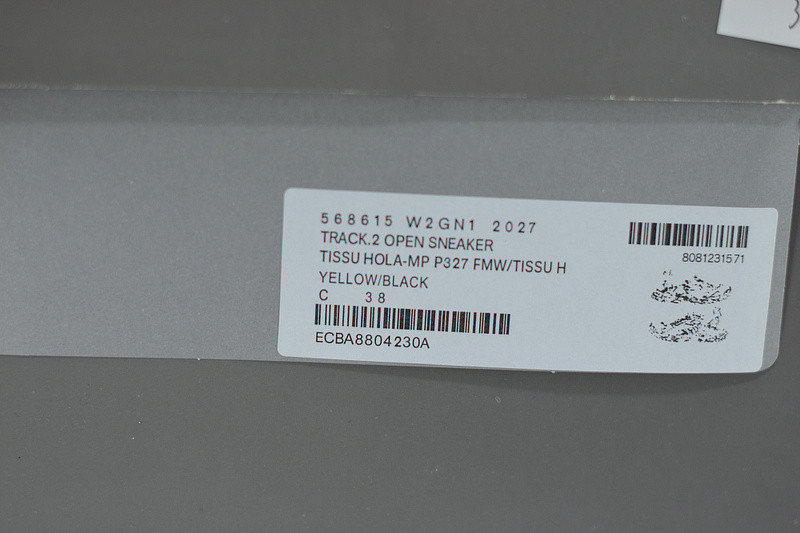 568615 W2GN1 2027
TRACK.2 OPEN SNEAKER
TISSU HOLA-MP P327 FMW/TISSU H
YELLOW/BLACK
C 38
ECBA8804230A
8081231571